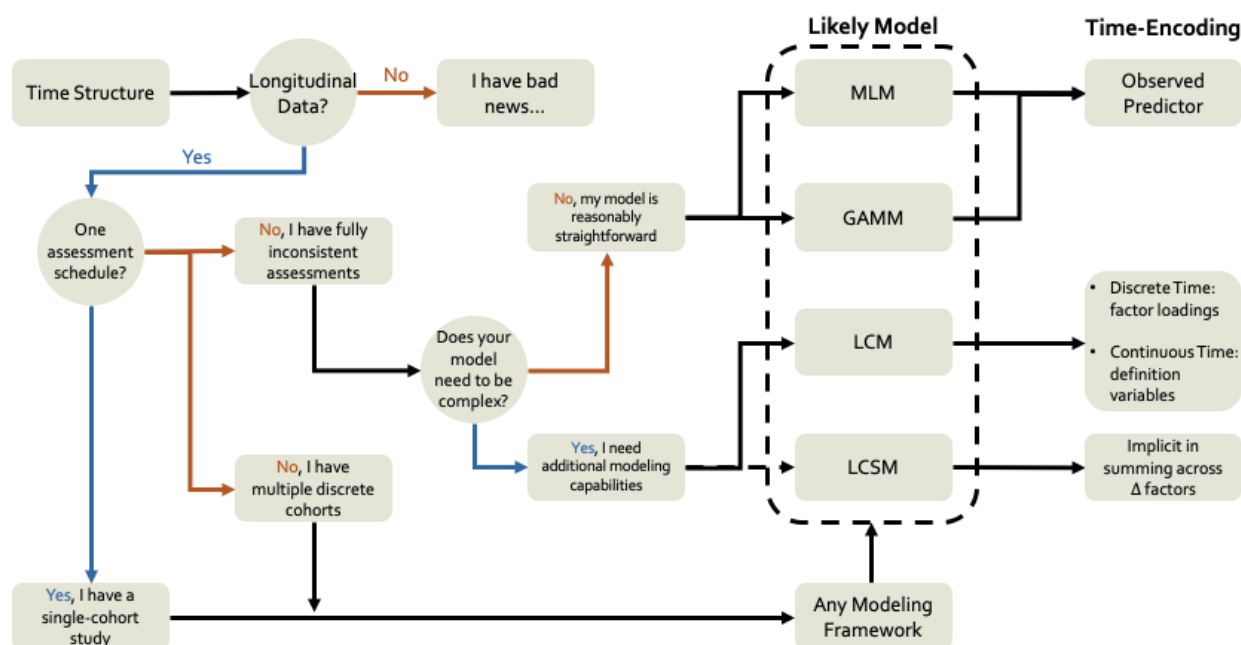 Likely Model
Time-Encoding
Time Structure
Longitudinal
Data?
No
I have bad
news...
MLM
Observed
Predictor
Yes
One
assessment
schedule?
No, I have fully
inconsistent
assessments
No, my model is
reasonably
straightforward
GAMM
Does your
model
need to be
complex?
LCM
• Discrete Time:
factor loadings
• Continuous Time:
definition
variables
No, I have
multiple discrete
cohorts
Yes, I need
additional modeling
capabilities
LCSM
Implicit in
summing across
Δ factors
Yes, I have a
single-cohort
study
Any Modeling
Framework